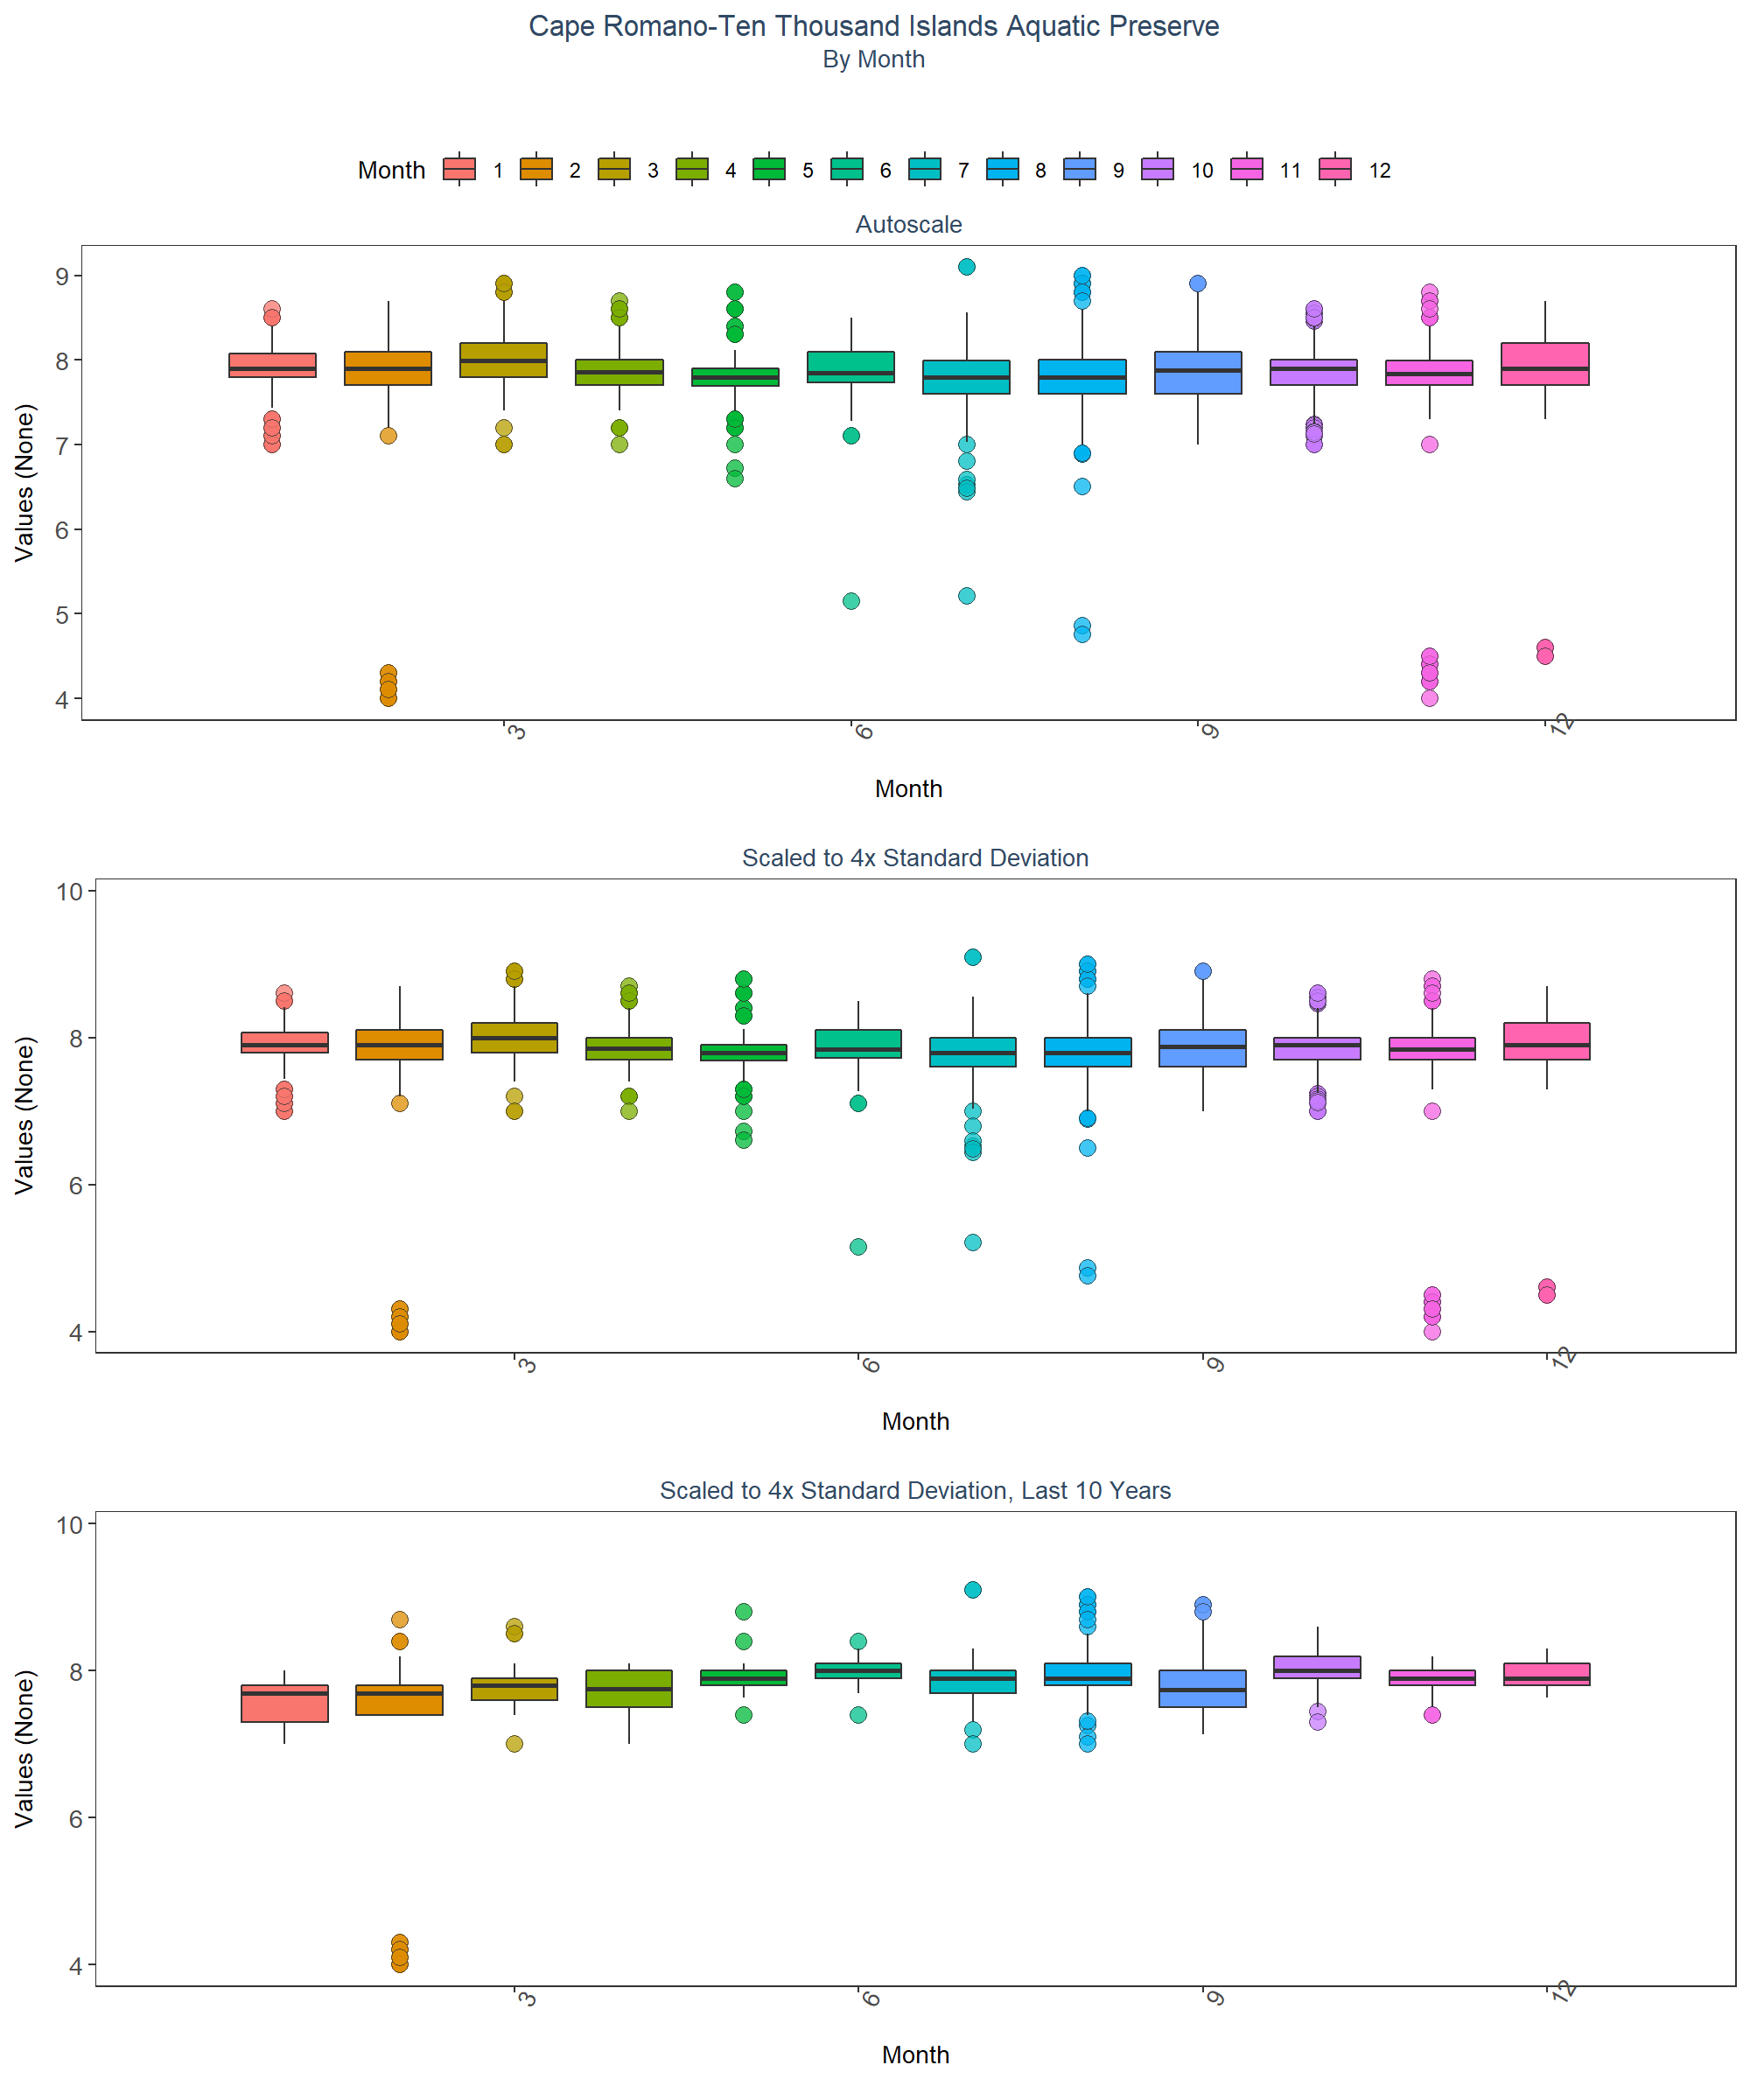 Cape Romano-Ten Thousand Islands Aquatic Preserve
By Month
Month 1 2 3 4 5 6 7 8 9 10 11 12
Autoscale
Values (None)
9
8
7
6
5
4
3 6 9 12
Month
Scaled to 4x Standard Deviation
Values (None)
10
8
6
4
3 6 9 12
Month
Scaled to 4x Standard Deviation, Last 10 Years
Values (None)
10
8
6
4
3 6 9 12
Month